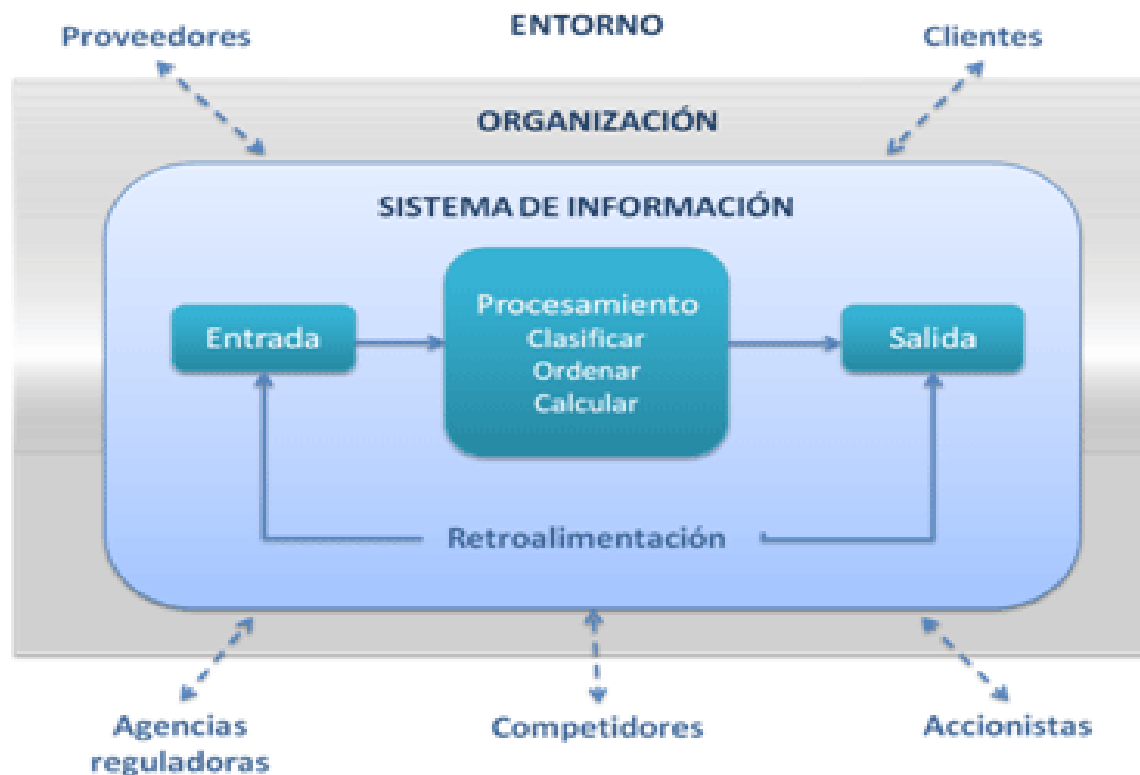 ENTORNO
Proveedores
Clientes
ORGANIZACIÓN
SISTEMA DE INFORMACIÓN
Entrada
Procesamiento
Clasificar
Ordenar
Calcular
Salida
Retroalimentación
Agencias
reguladoras
Competidores
Accionistas